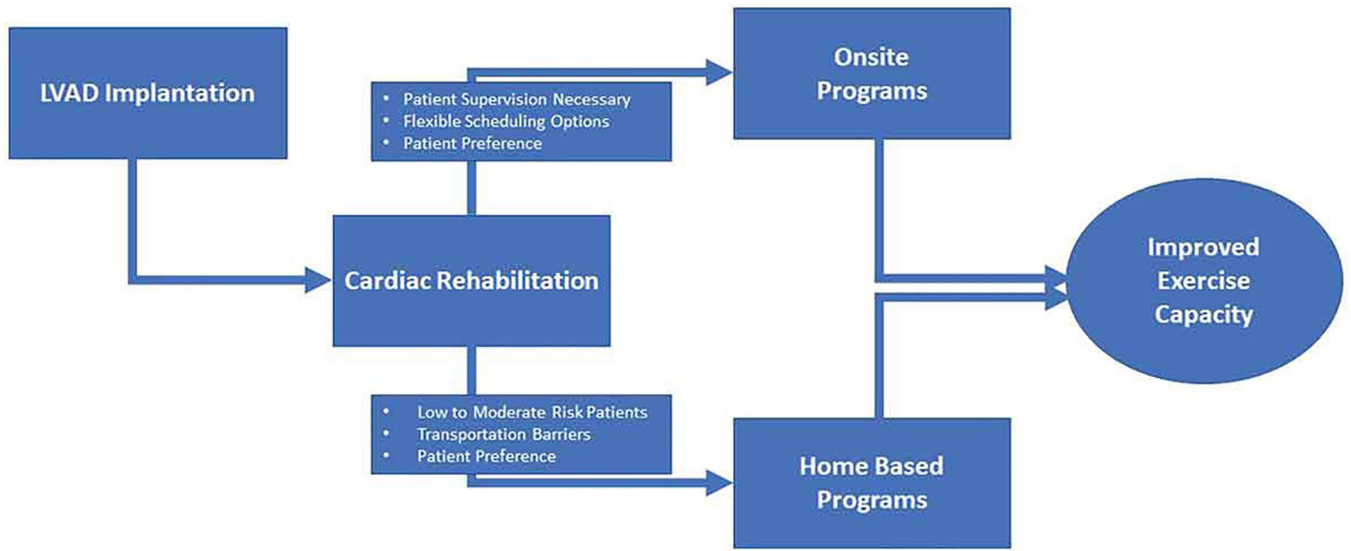 LVAD Implantation
• Patient Supervision Necessary
• Flexible Scheduling Options
• Patient Preference
Onsite
Programs
Cardiac Rehabilitation
Improved
Exercise
Capacity
• Low to Moderate Risk Patients
• Transportation Barriers
• Patient Preference
Home Based
Programs